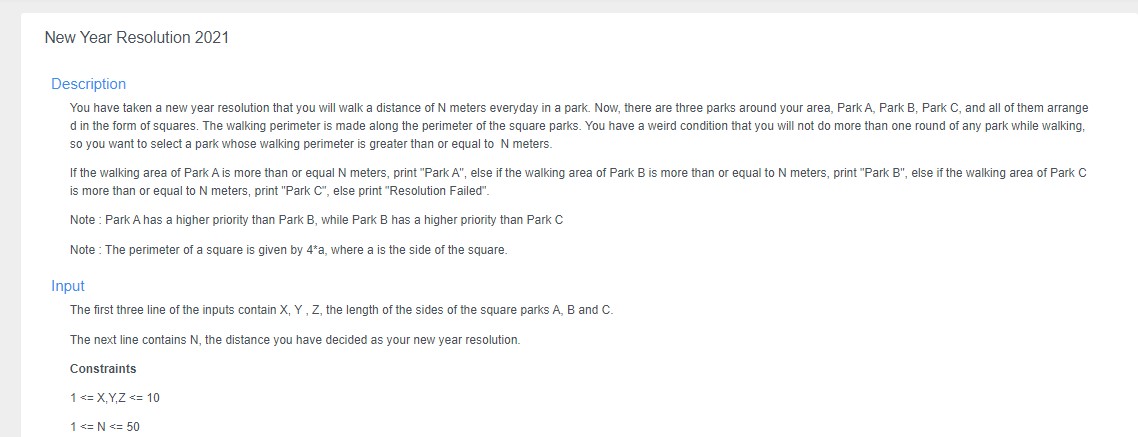 New Year Resolution 2021
Description
You have taken a new year resolution that you will walk a distance of N meters everyday in a park. Now, there are three parks around your area, Park A, Park B, Park C, and all of them arrange
d in the form of squares. The walking perimeter is made along the perimeter of the square parks. You have a weird condition that you will not do more than one round of any park while walking,
so you want to select a park whose walking perimeter is greater than or equal to N meters.
If the walking area of Park A is more than or equal N meters, print "Park A", else if the walking area of Park B is more than or equal to N meters, print "Park B", else if the walking area of Park C
is more than or equal to N meters, print "Park C", else print "Resolution Failed".
Note : Park A has a higher priority than Park B, while Park B has a higher priority than Park C
Note : The perimeter of a square is given by 4*a, where a is the side of the square.
Input
The first three line of the inputs contain X, Y , Z, the length of the sides of the square parks A, B and C.
The next line contains N, the distance you have decided as your new year resolution.
Constraints
1 <= X,Y,Z <= 10
1 <= N <= 50